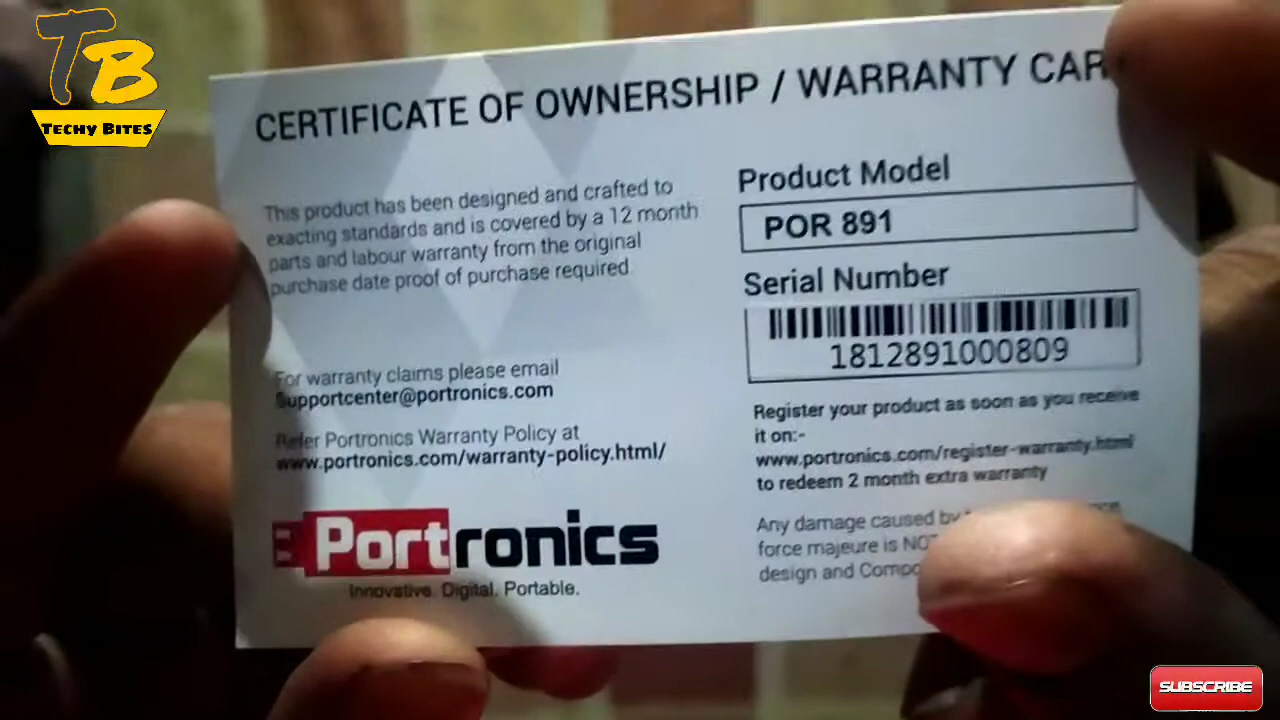 TB
TECHY BITES
CERTIFICATE OF OWNERSHIP / WARRANTY CAR
This product has been designed and crafted to
exacting standards and is covered by a 12 month
parts and labour warranty from the original
purchase date proof of purchase required
For warranty claims please email
Supportcenter@portronics.com
Refer Portronics Warranty Policy at
www.portronics.com/warranty-policy.html/
Portronics
Innovative. Digital. Portable.
Product Model
POR 891
Serial Number
1812891000809
Register your product as soon as you receive
it on:-
www.portronics.com/register-warranty.html
to redeem 2 month extra warranty
Any damage caused by
force majeure is NOT
design and Compo
SUBSCRIBE